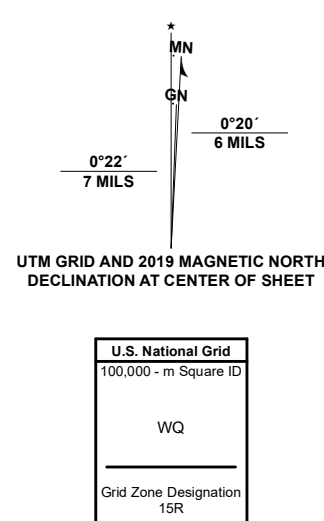 ★
MN
GN
0°20´
6 MILS
0°22´
7 MILS
UTM GRID AND 2019 MAGNETIC NORTH
DECLINATION AT CENTER OF SHEET
U.S. National Grid
100,000 - m Square ID
WQ
Grid Zone Designation
15R